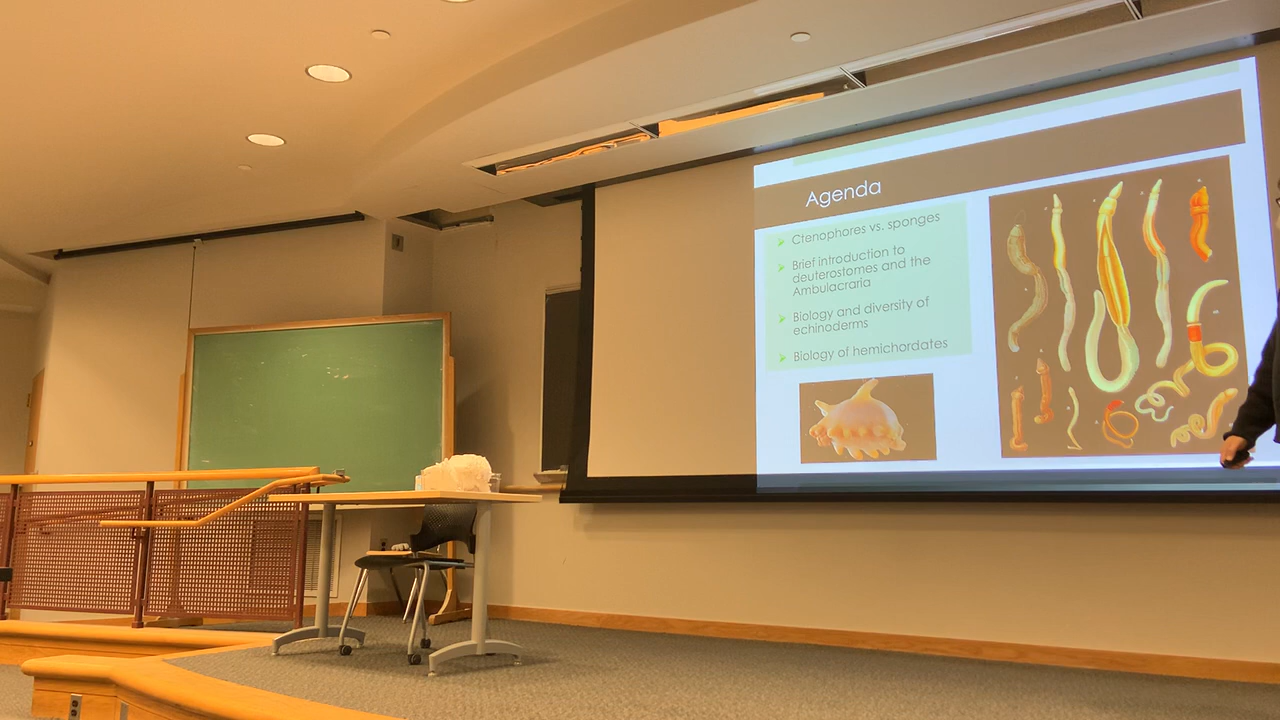 Agenda
Ctenophores vs. sponges
Brief introduction to
deuterostomes and the
Ambulacraria
Biology and diversity of
echinoderms
Biology of hemichordates